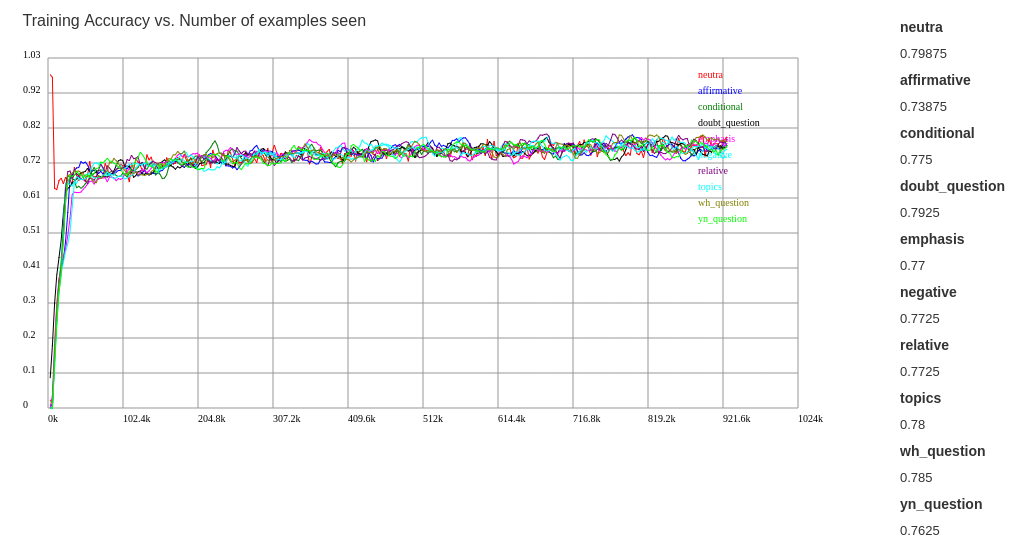 Training Accuracy vs. Number of examples seen
1.03
0.92
0.82
0.72
0.61
0.51
0.41
0.3
0.2
0.1
0
0k
102.4k
204.8k
307.2k
409.6k
512k
614.4k
716.8k
819.2k
921.6k
1024k
neutra
affirmative
conditional
doubt_question
emphasis
negative
relative
topics
wh_question
yn_question
neutra
0.79875
affirmative
0.73875
conditional
0.775
doubt_question
0.7925
emphasis
0.77
negative
0.7725
relative
0.7725
topics
0.78
wh_question
0.785
yn_question
0.7625